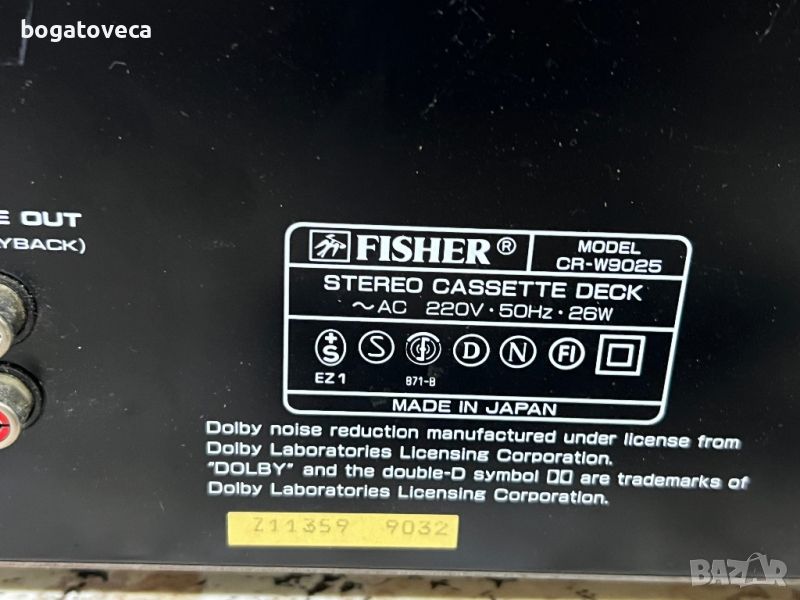 bogatoveca
E OUT
YBACK)
FISHER® MODEL
CR-W9025
STEREO CASSETTE DECK
~AC 220V·50Hz·26W
+S S D N FI
EZ1 871-B
MADE IN JAPAN
Dolby noise reduction manufactured under license from
Dolby Laboratories Licensing Corporation.
"DOLBY" and the double-D symbol are trademarks of
Dolby Laboratories Licensing Corporation.
Z11359 9032
BAZAR